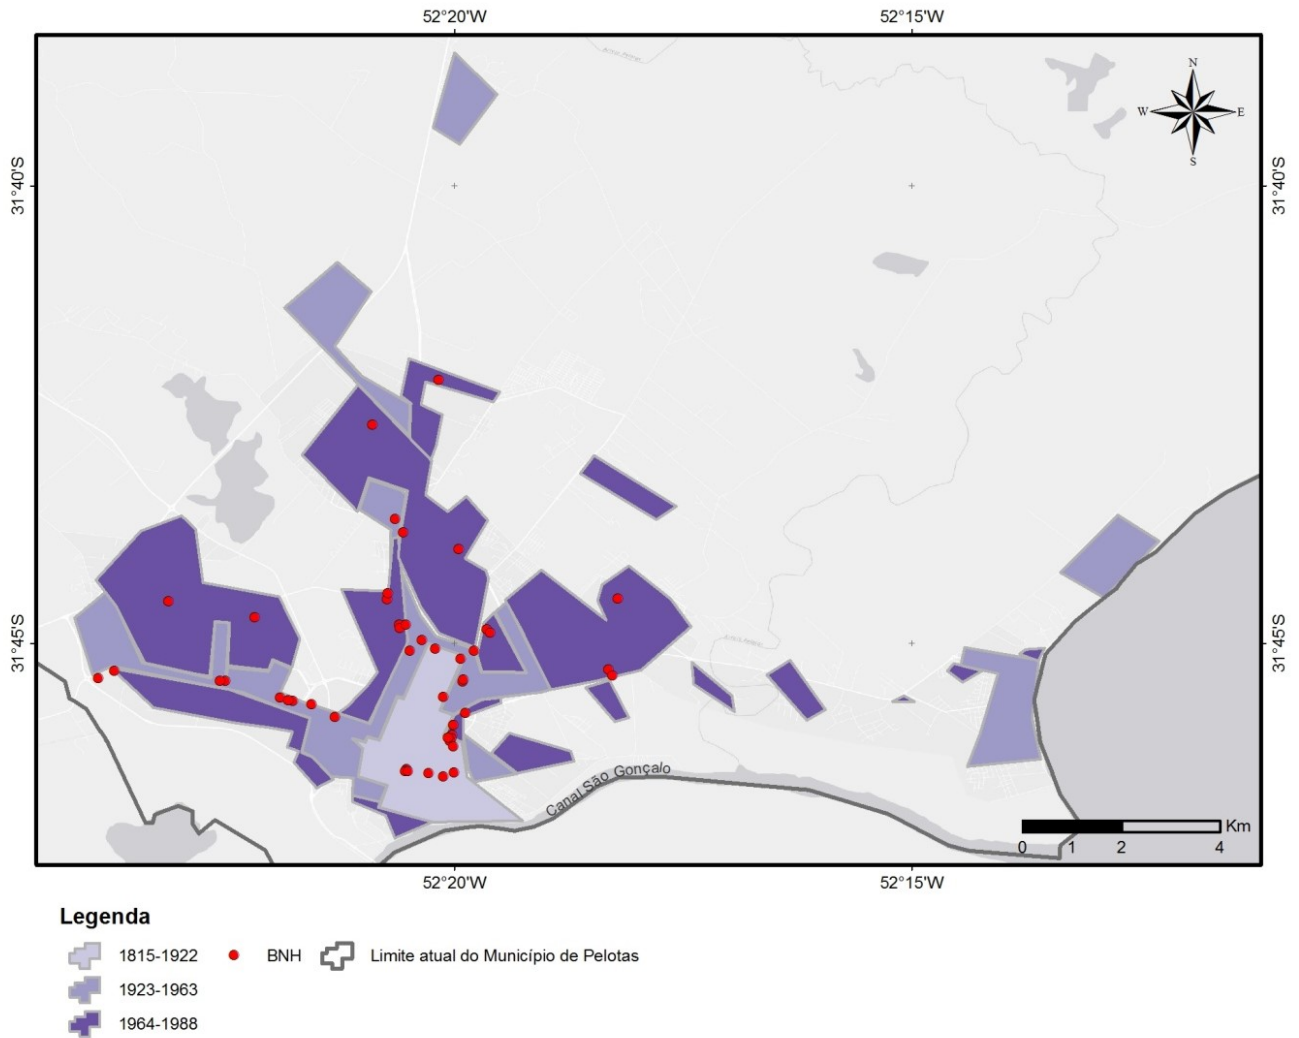 52°20'W
52°15'W
N
W
E
S
31°40'S
31°40'S
31°45'S
31°45'S
Canal São Gonçalo
Km
0
1
2
4
52°20'W
52°15'W
Legenda
1815-1922
BNH
Limite atual do Município de Pelotas
1923-1963
1964-1988